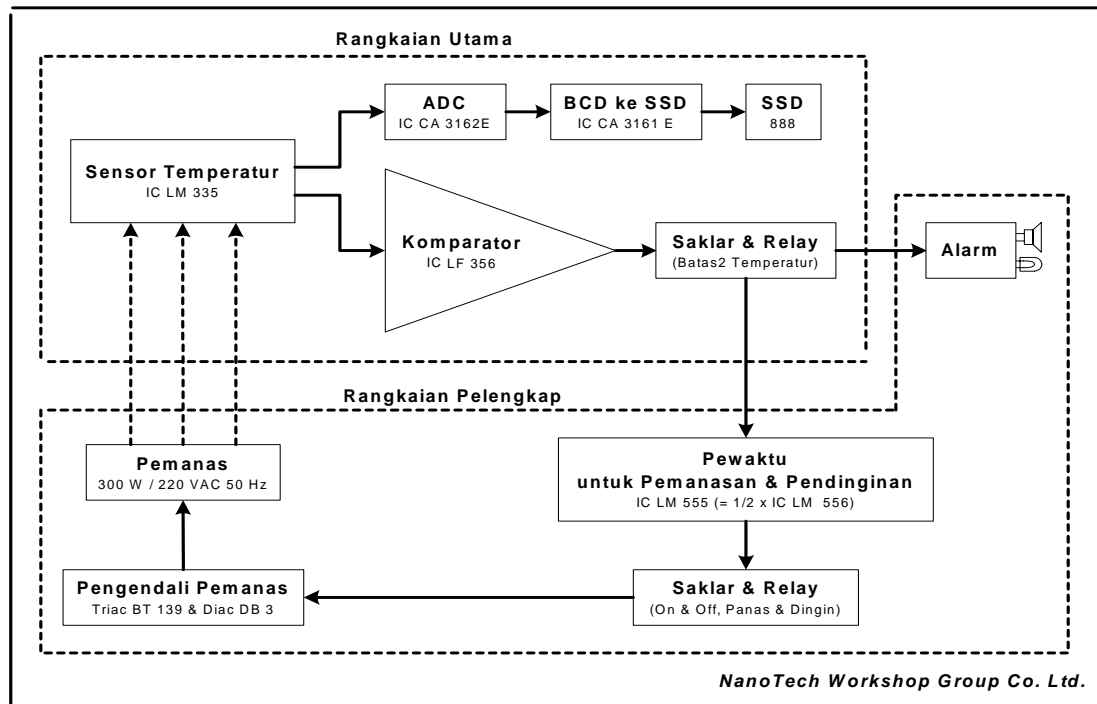 Rangkaian Utama
ADC
IC CA 3162E
BCD ke SSD
IC CA 3161 E
SSD
888
Sensor Temperatur
IC LM 335
Komparator
IC LF 356
Saklar & Relay
(Batas2 Temperatur)
Alarm
Rangkaian Pelengkap
Pemanas
300 W / 220 VAC 50 Hz
Pewaktu
untuk Pemanasan & Pendinginan
IC LM 555 (= 1/2 x IC LM 556)
Pengendali Pemanas
Triac BT 139 & Diac DB 3
Saklar & Relay
(On & Off, Panas & Dingin)
NanoTech Workshop Group Co. Ltd.